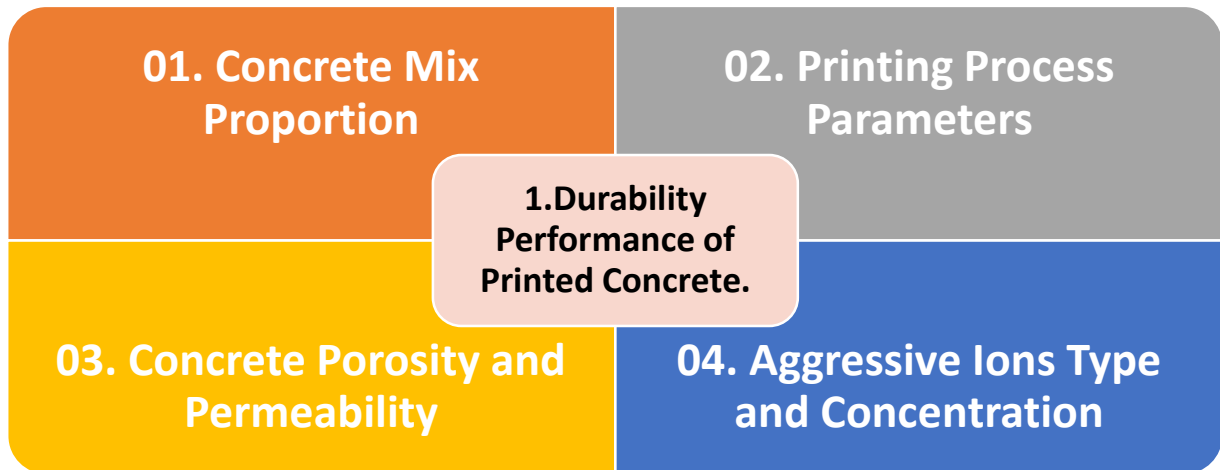 01. Concrete Mix
Proportion
02. Printing Process
Parameters
1.Durability
Performance of
Printed Concrete.
03. Concrete Porosity and
Permeability
04. Aggressive Ions Type
and Concentration